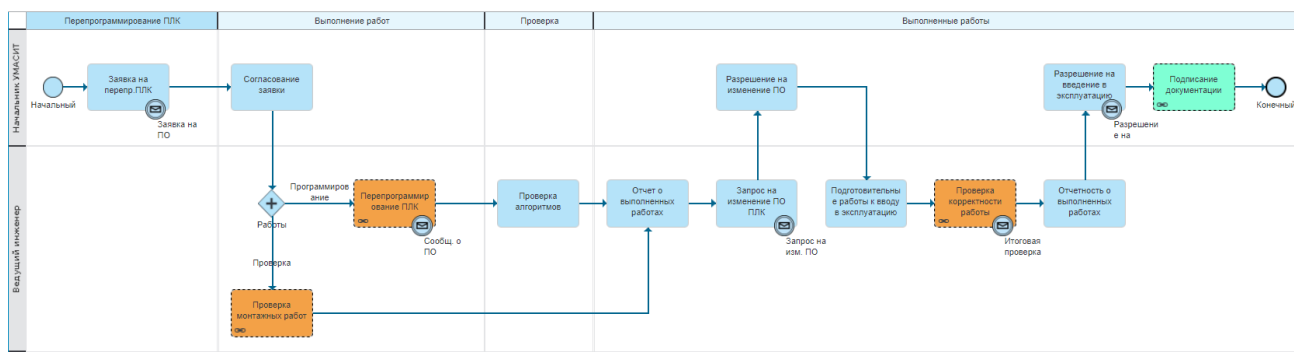 Перепрограммирование ПЛК
Выполнение работ
Проверка
Выполненные работы
Начальник УМАСИТ
Начальный
Заявка на
перепр.ПЛК
Заявка на
ПО
Согласование
заявки
Разрешение на
изменение ПО
Разрешение на
введение в
эксплуатацию
Разрешени
е на
Подписание
документации
Конечный
Ведущий инженер
Работы
Программиров
ание
Перепрограммир
ование ПЛК
Сообщ. о
ПО
Проверка
Проверка
монтажных работ
Проверка
алгоритмов
Отчет о
выполненных
работах
Запрос на
изменение ПО
ПЛК
Запрос на
изм. ПО
Подготовительны
е работы к вводу
в эксплуатацию
Проверка
корректности
работы
Итоговая
проверка
Отчетность о
выполненных
работах